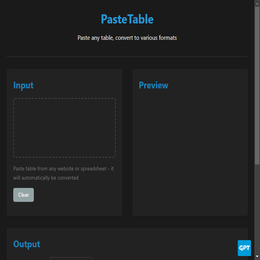 PasteTable
Paste any table, convert to various formats
Input
Preview
Paste table from any website or spreadsheet - it
will automatically be converted
Clear
Output
GPT